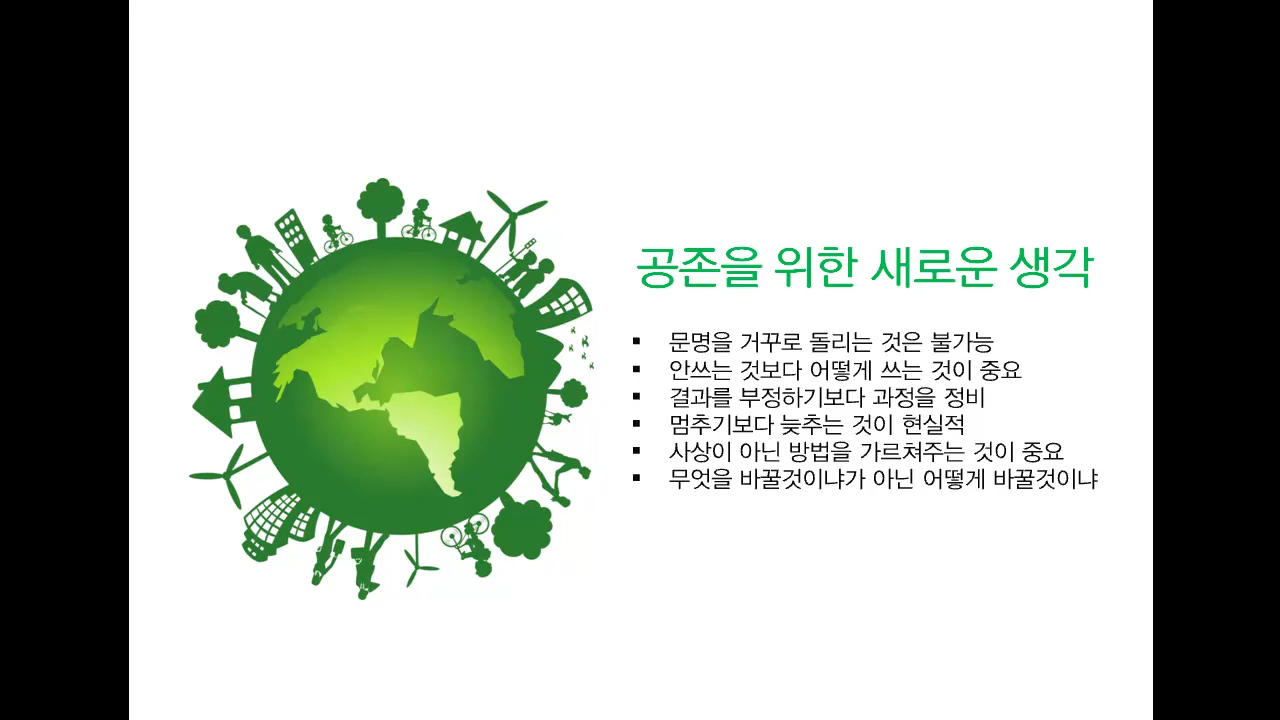 공존을 위한 새로운 생각
▪ 문명을 거꾸로 돌리는 것은 불가능
▪ 안쓰는 것보다 어떻게 쓰는 것이 중요
▪ 결과를 부정하기보다 과정을 정비
▪ 멈추기보다 늦추는 것이 현실적
▪ 사상이 아닌 방법을 가르쳐주는 것이 중요
▪ 무엇을 바꿀것이냐가 아닌 어떻게 바꿀것이냐